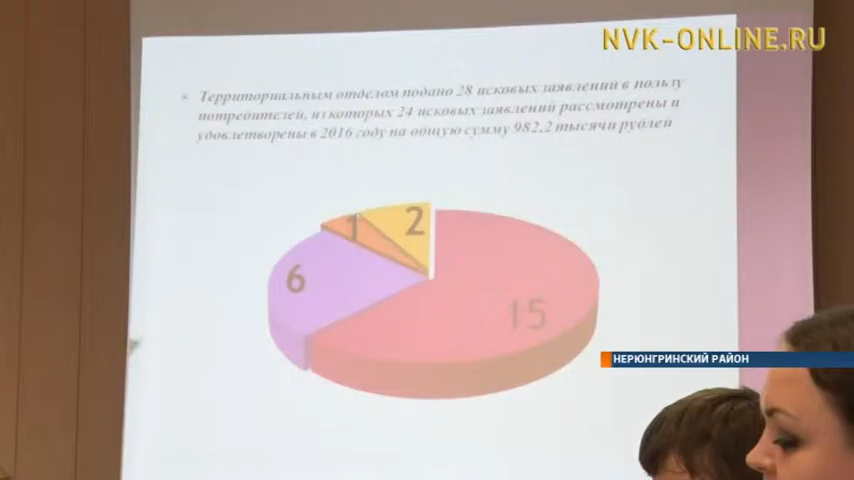 NVK-ONLINE.RU
Территориальным отделом подано 28 исковых заявлений в пользу
потребителей, из которых 24 исковых заявлений рассмотрены и
удовлетворены в 2016 году на общую сумму 982,2 тысячи рублей
2
1
6
15
НЕРЮНГРИНСКИЙ РАЙОН